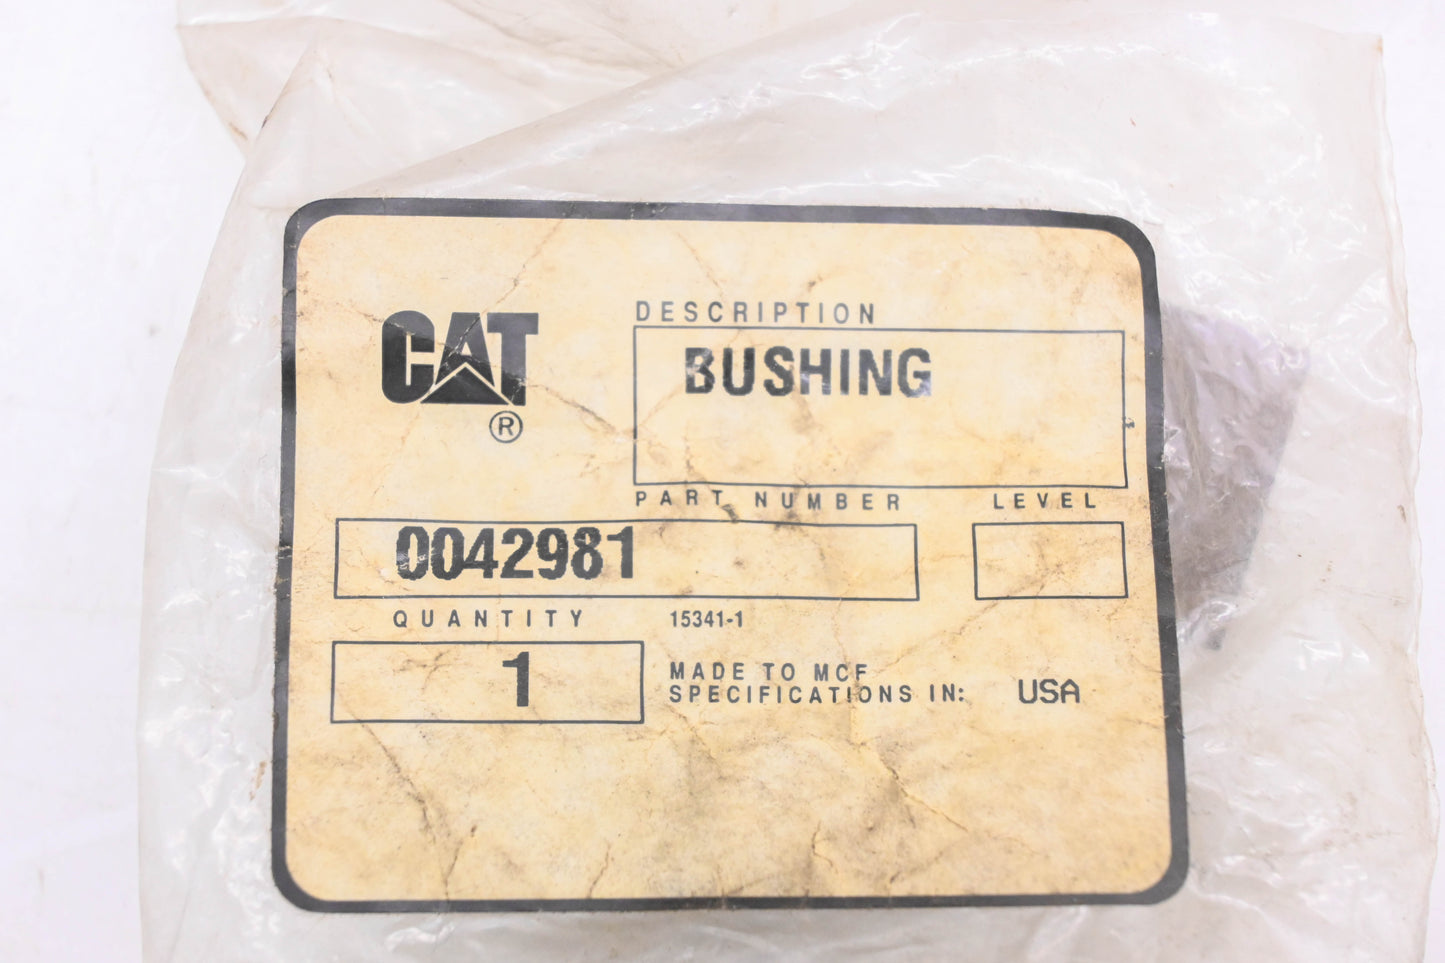 CAT
®
DESCRIPTION
BUSHING
PART NUMBER
LEVEL
0042981
QUANTITY
15341-1
1
MADE TO MCF
SPECIFICATIONS IN:
USA